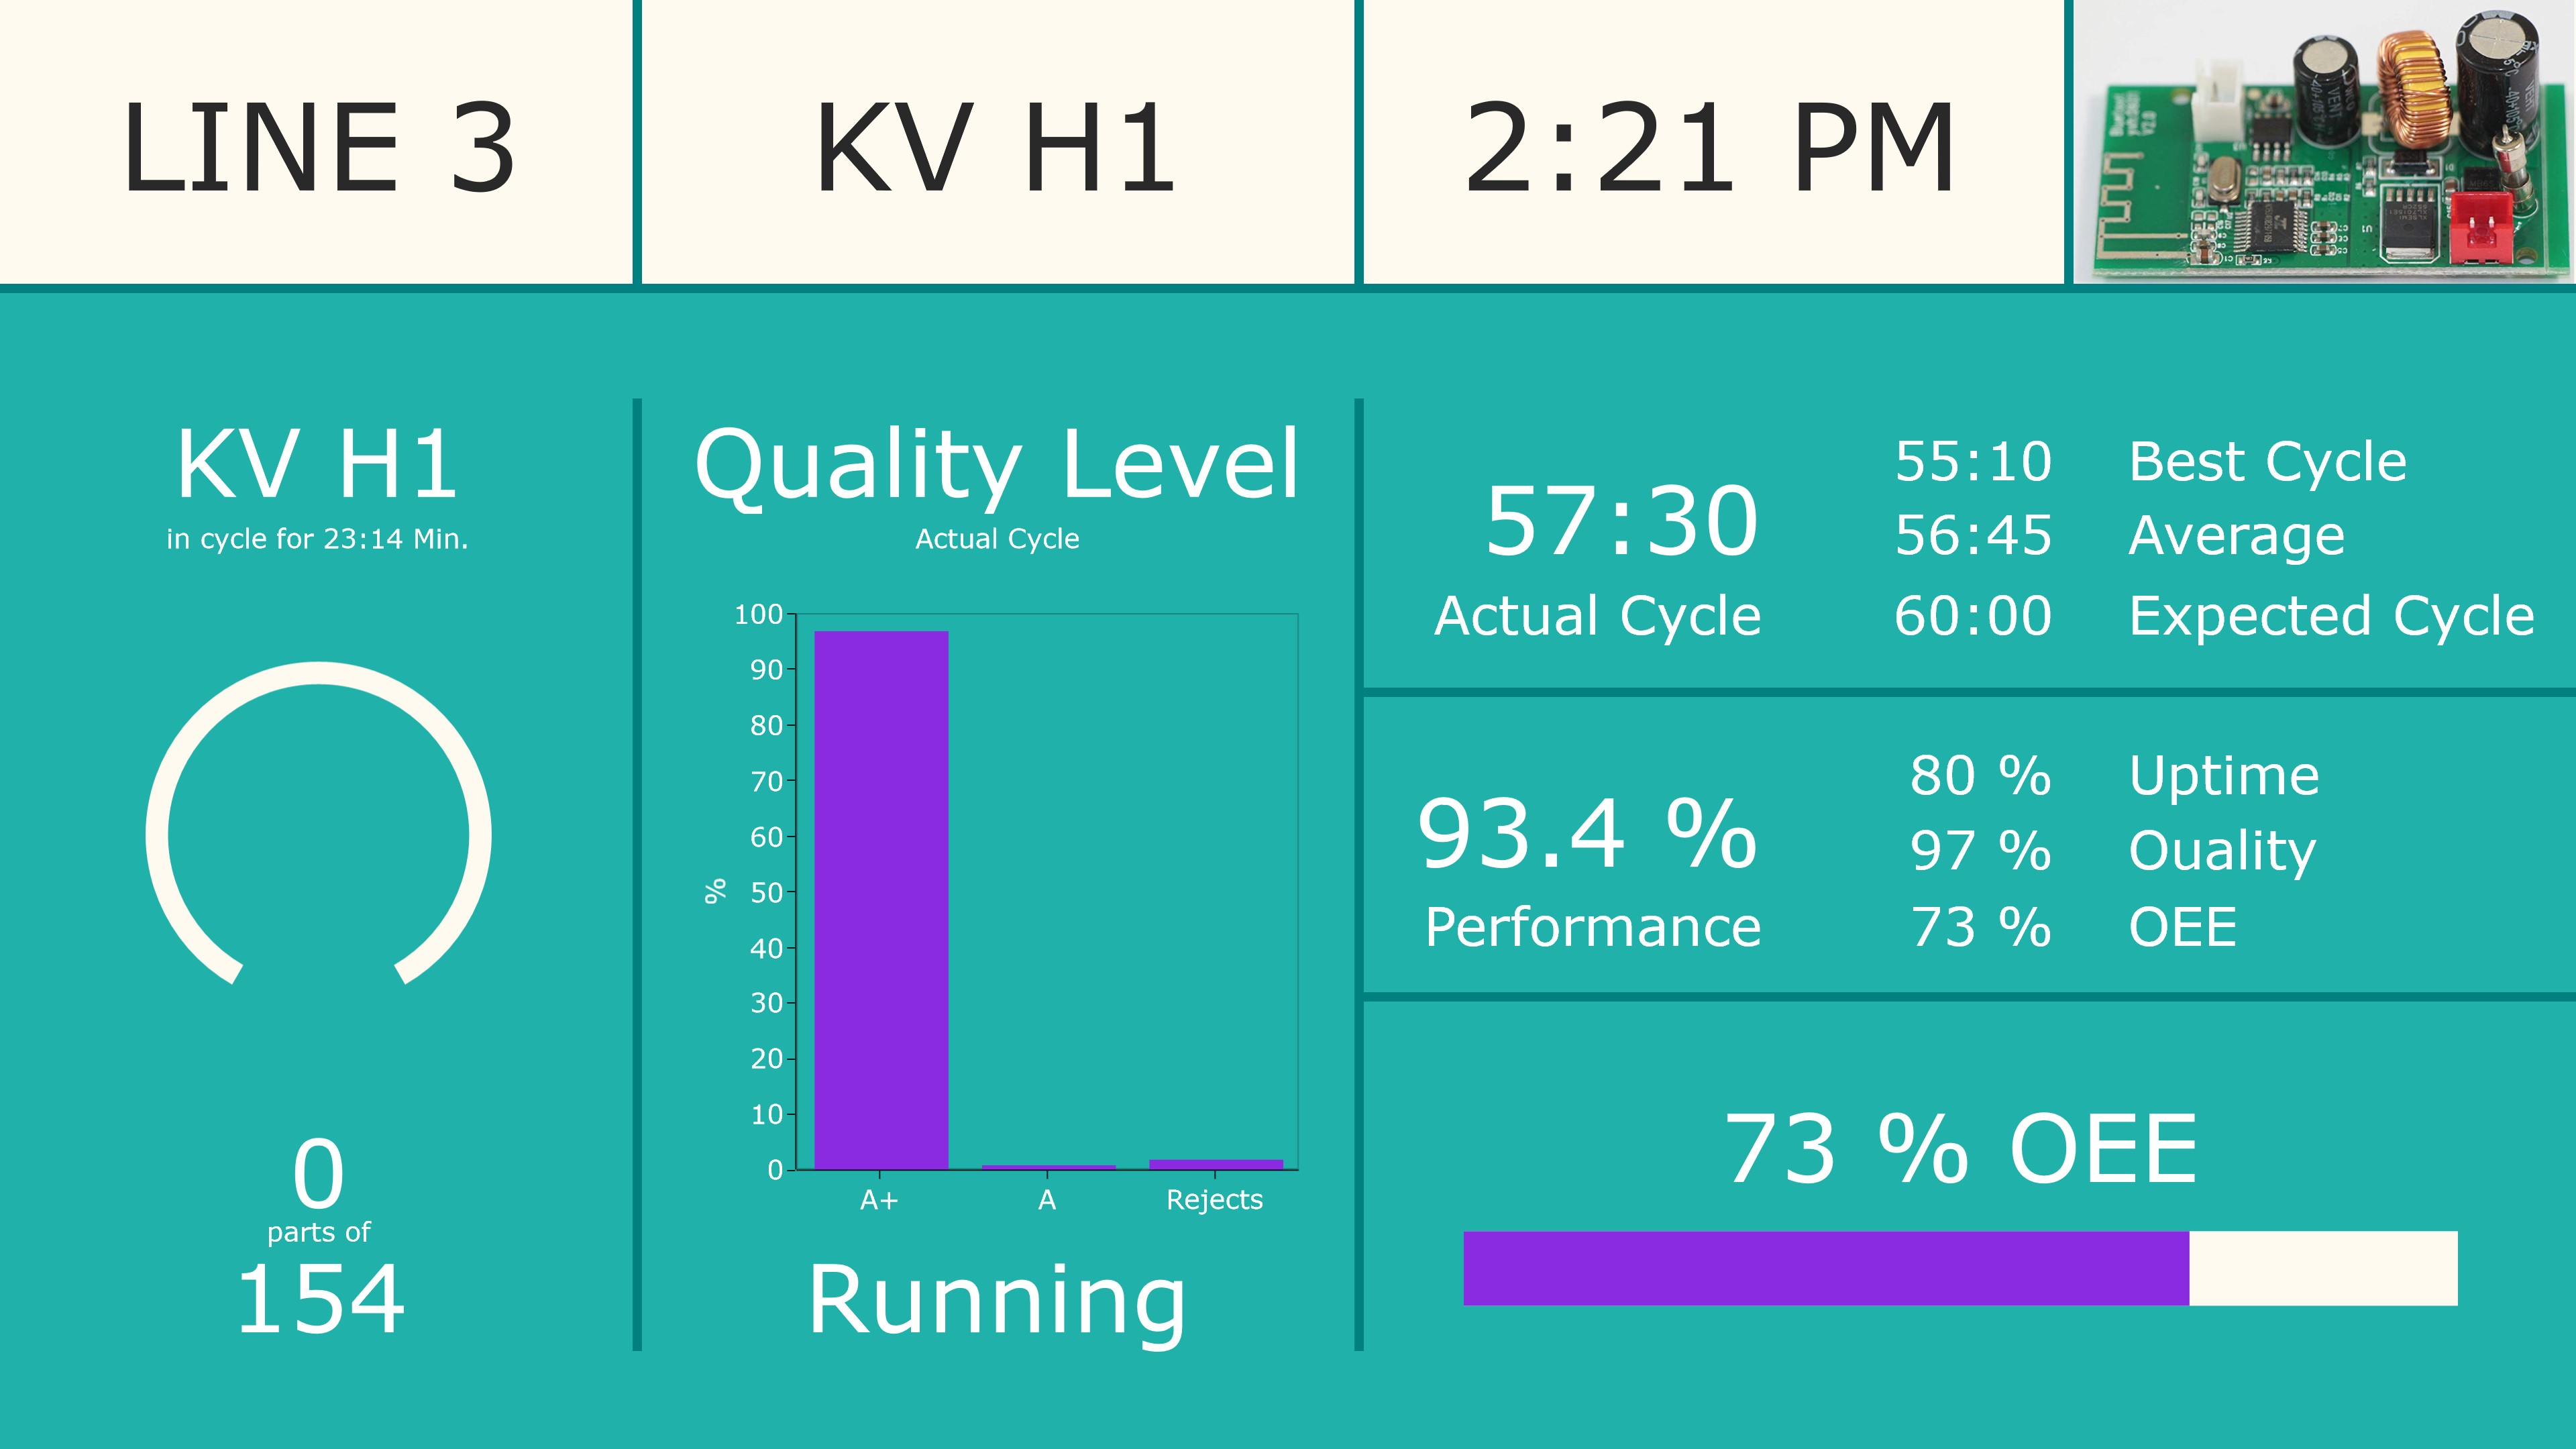 LINE 3
KV H1
2:21 PM
KV H1
in cycle for 23:14 Min.
0
parts of
154
Quality Level
Actual Cycle
100
90
80
70
60
50
40
30
20
10
0
%
A+ A Rejects
Running
57:30
Actual Cycle
55:10 Best Cycle
56:45 Average
60:00 Expected Cycle
93.4 %
Performance
80 % Uptime
97 % Ouality
73 % OEE
73 % OEE